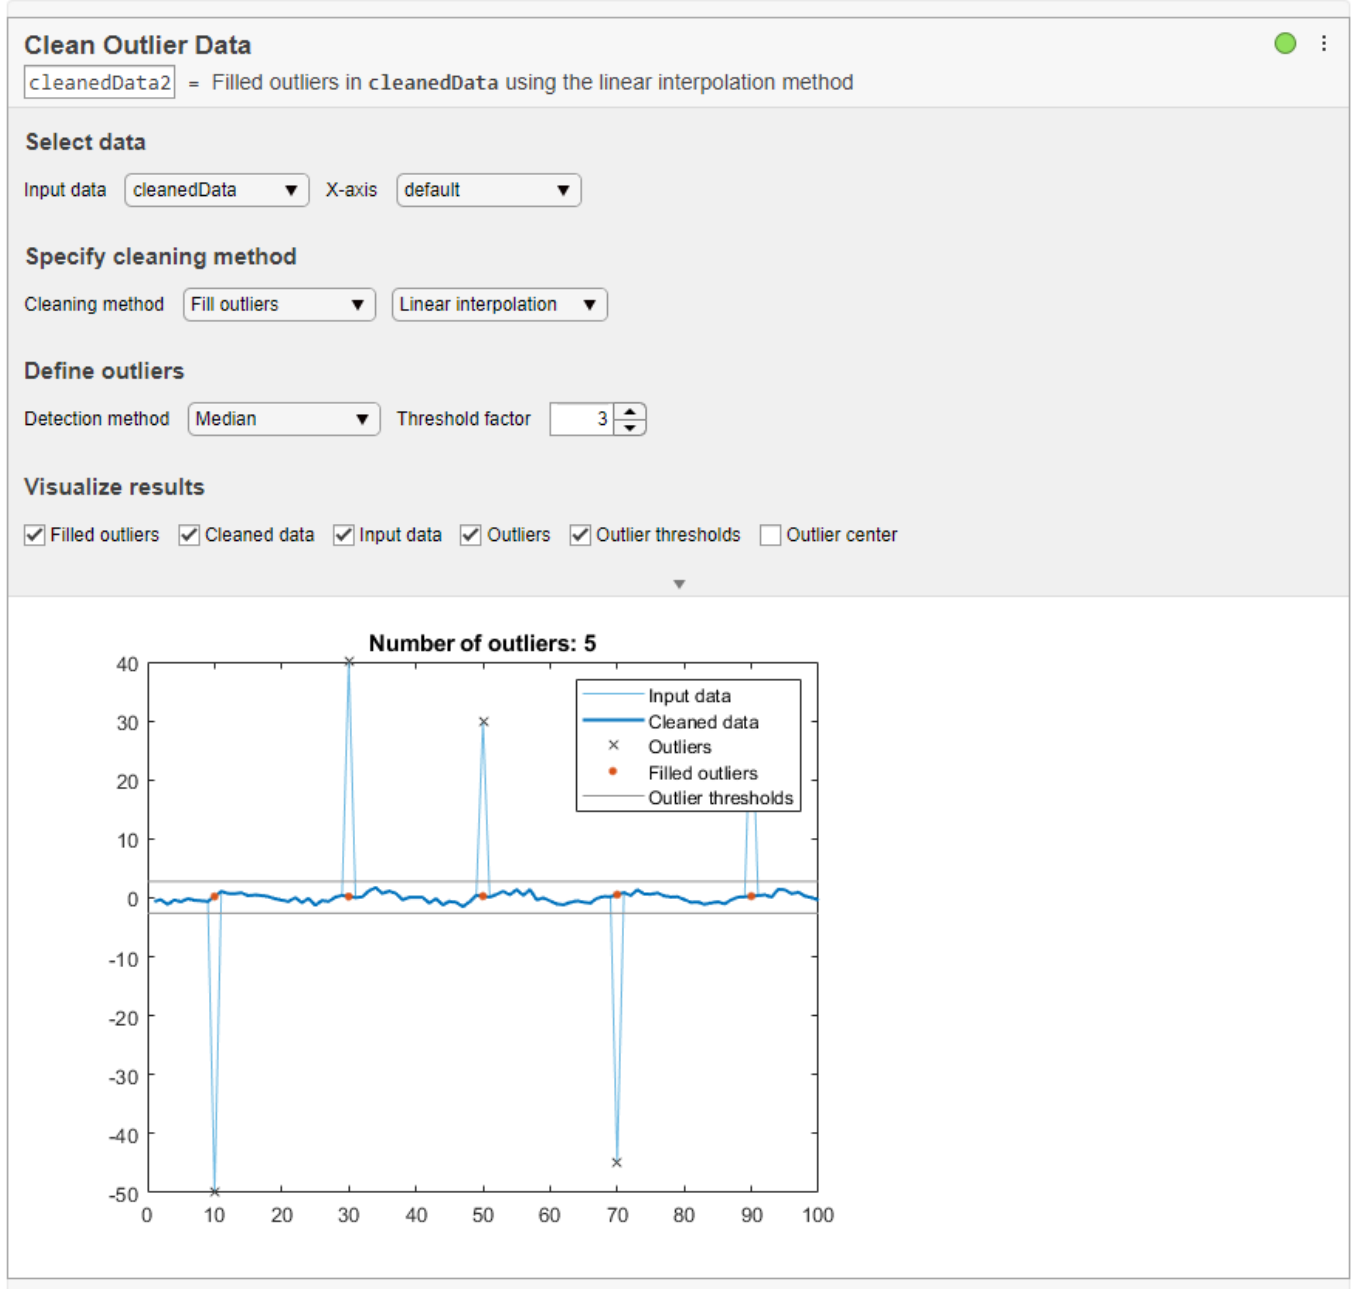 Clean Outlier Data
cleanedData2 = Filled outliers in cleanedData using the linear interpolation method
Select data
Input data cleanedData X-axis default
Specify cleaning method
Cleaning method Fill outliers Linear interpolation
Define outliers
Detection method Median Threshold factor 3
Visualize results
Filled outliers Cleaned data Input data Outliers Outlier thresholds Outlier center
Number of outliers: 5
40
30
20
10
0
-10
-20
-30
-40
-50
Input data
Cleaned data
Outliers
Filled outliers
Outlier thresholds
0 10 20 30 40 50 60 70 80 90 100